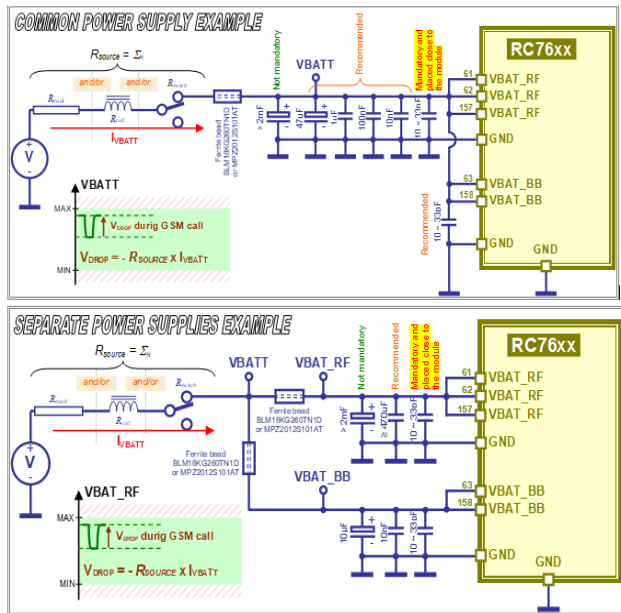 COMMON POWER SUPPLY EXAMPLE
Rsource = Σᵢₜ
and/or
and/or
Rtrack
Rcoil
Rswitch
IVBATT
V
Ferrite bead
BLM18KG260TN1D
or MPZ2012S101AT
VBATT
Not mandatory
Recommended
Mandatory and
placed close to
the module
> 2mF
47uF
1uF
100nF
10nF
10 ~ 33pF
RC76xx
61
VBAT_RF
62
VBAT_RF
157
VBAT_RF
GND
63
VBAT_BB
158
VBAT_BB
Recommended
10 ~ 33pF
GND
GND
VBATT
MAX
VDROP durig GSM call
VDROP = - RSOURCE x IVBATT
MIN
SEPARATE POWER SUPPLIES EXAMPLE
Rsource = Σᵢₜ
and/or
and/or
Rtrack
Rcoil
Rswitch
IVBATT
V
VBATT
Ferrite bead
BLM18KG260TN1D
or MPZ2012S101AT
Ferrite bead
BLM18KG260TN1D
or MPZ2012S101AT
VBAT_RF
Not mandatory
Recommended
Mandatory and
placed close to
the module
> 2mF
≥ 470uF
10 ~ 33pF
RC76xx
61
VBAT_RF
62
VBAT_RF
157
VBAT_RF
GND
VBAT_BB
10µF
10nF
10 ~ 33pF
63
VBAT_BB
158
VBAT_BB
GND
GND
VBAT_RF
MAX
VDROP durig GSM call
VDROP = - RSOURCE x IVBATT
MIN